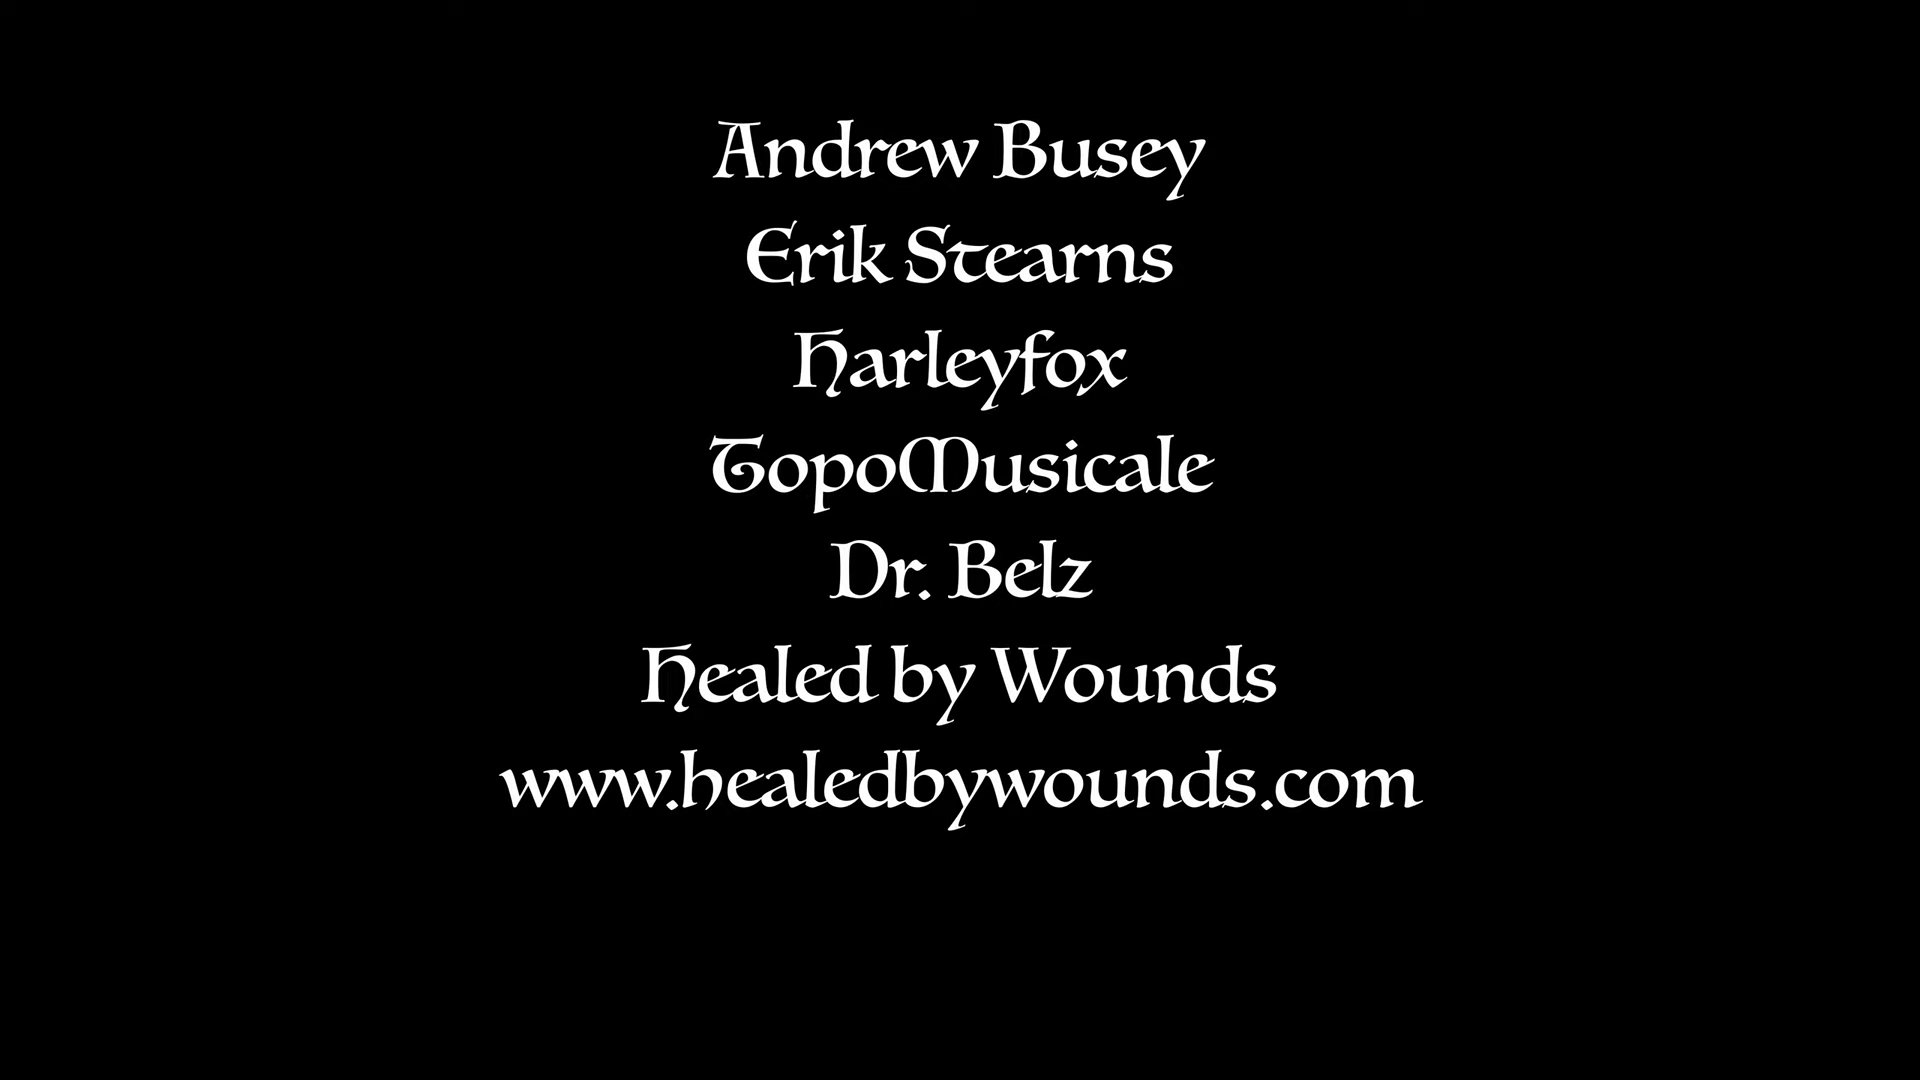 Andrew Busey
Erik Stearns
Harleyfox
TopoMusicale
Dr. Belz
Healed by Wounds
www.healedbywounds.com